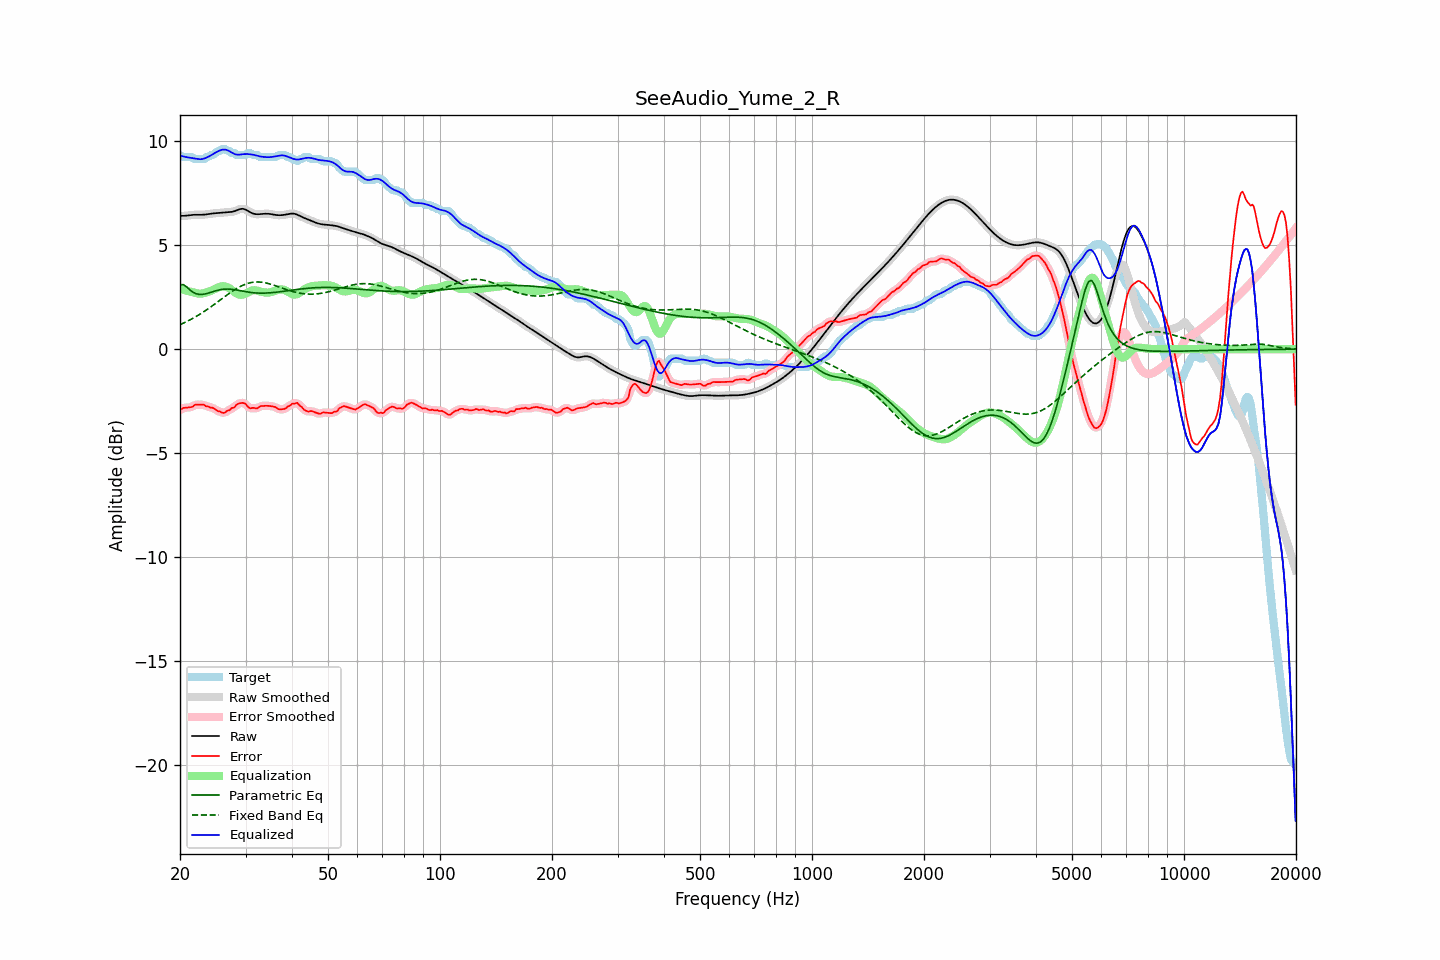 SeeAudio_Yume_2_R
10
5
0
−5
−10
−15
−20
Amplitude (dBr)
Target
Raw Smoothed
Error Smoothed
Raw
Error
Equalization
Parametric Eq
Fixed Band Eq
Equalized
20 50 100 200 500 1000 2000 5000 10000 20000
Frequency (Hz)